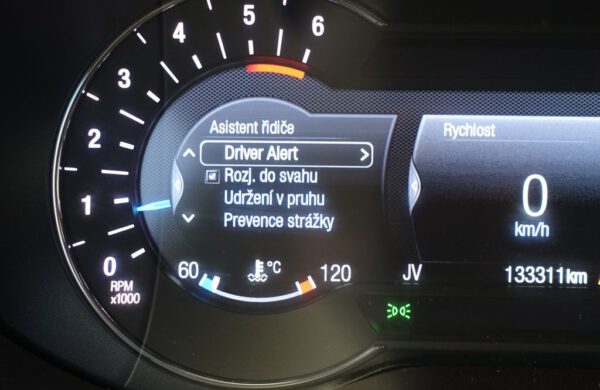 5
6
4
3
2
1
0
RPM
x1000
Asistent řidiče
Driver Alert
Rozj. do svahu
Udržení v pruhu
Prevence strážky
60
°C
120
Rychlost
0
km/h
JV
133311km